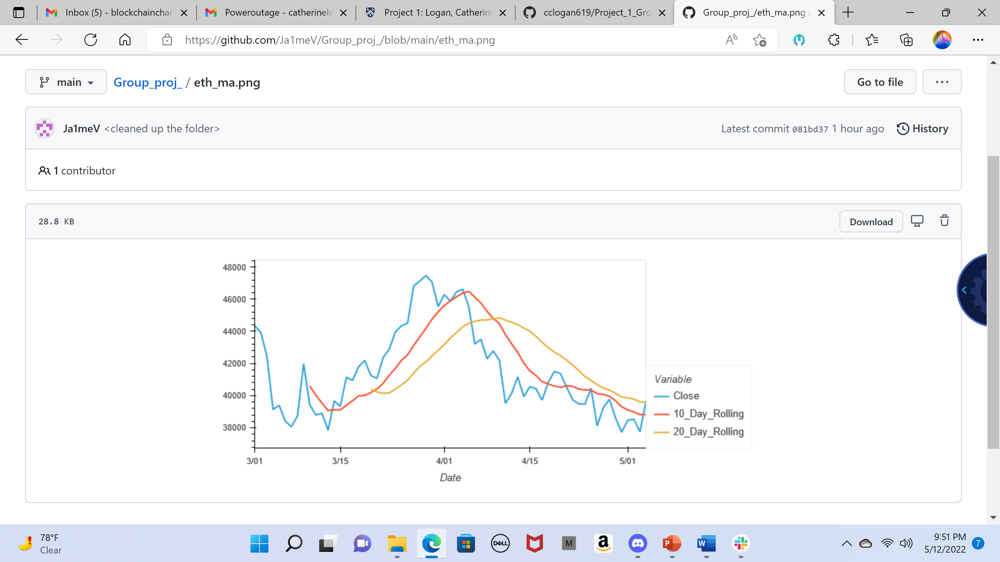 Inbox (5) - blockchainchar
Poweroutage - catherinelo
Project 1: Logan, Catherine
cclogan619/Project_1_Gro
Group_proj_/eth_ma.png a
https://github.com/Ja1meV/Group_proj_/blob/main/eth_ma.png
main
Group_proj_ / eth_ma.png
Go to file
Ja1meV <cleaned up the folder>
Latest commit 081bd37 1 hour ago
History
1 contributor
28.8 KB
Download
48000
46000
44000
42000
40000
38000
3/01
3/15
4/01
4/15
5/01
Date
Variable
Close
10_Day_Rolling
20_Day_Rolling
78°F
Clear
DELL
M
a
P
W
9:51 PM
5/12/2022
7